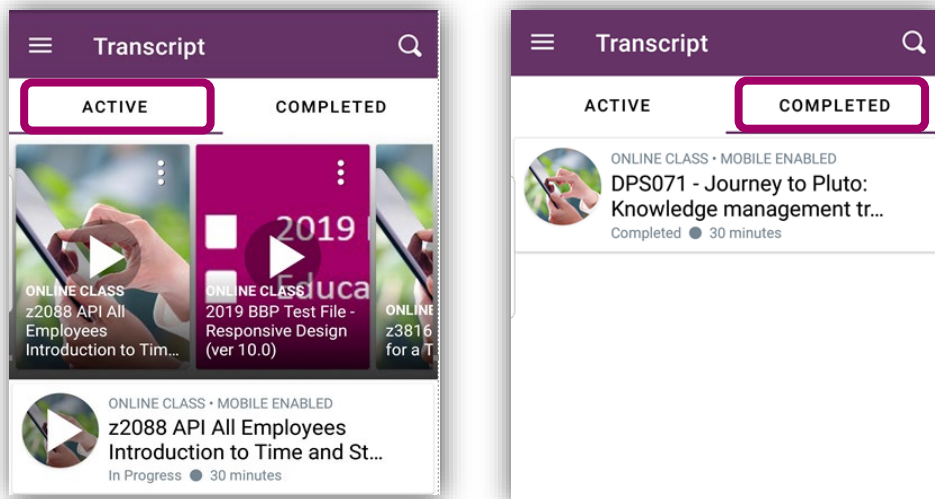 Transcript
ACTIVE
COMPLETED
2019
Educa
ONLINE CLASS
z2088 API All
Employees
Introduction to Tim...
ONLINE CLASS
2019 BBP Test File -
Responsive Design
(ver 10.0)
ONLINE
z3816
for a T
ONLINE CLASS • MOBILE ENABLED
z2088 API All Employees
Introduction to Time and St...
In Progress ● 30 minutes
Transcript
ACTIVE
COMPLETED
ONLINE CLASS • MOBILE ENABLED
DPS071 - Journey to Pluto:
Knowledge management tr...
Completed ● 30 minutes